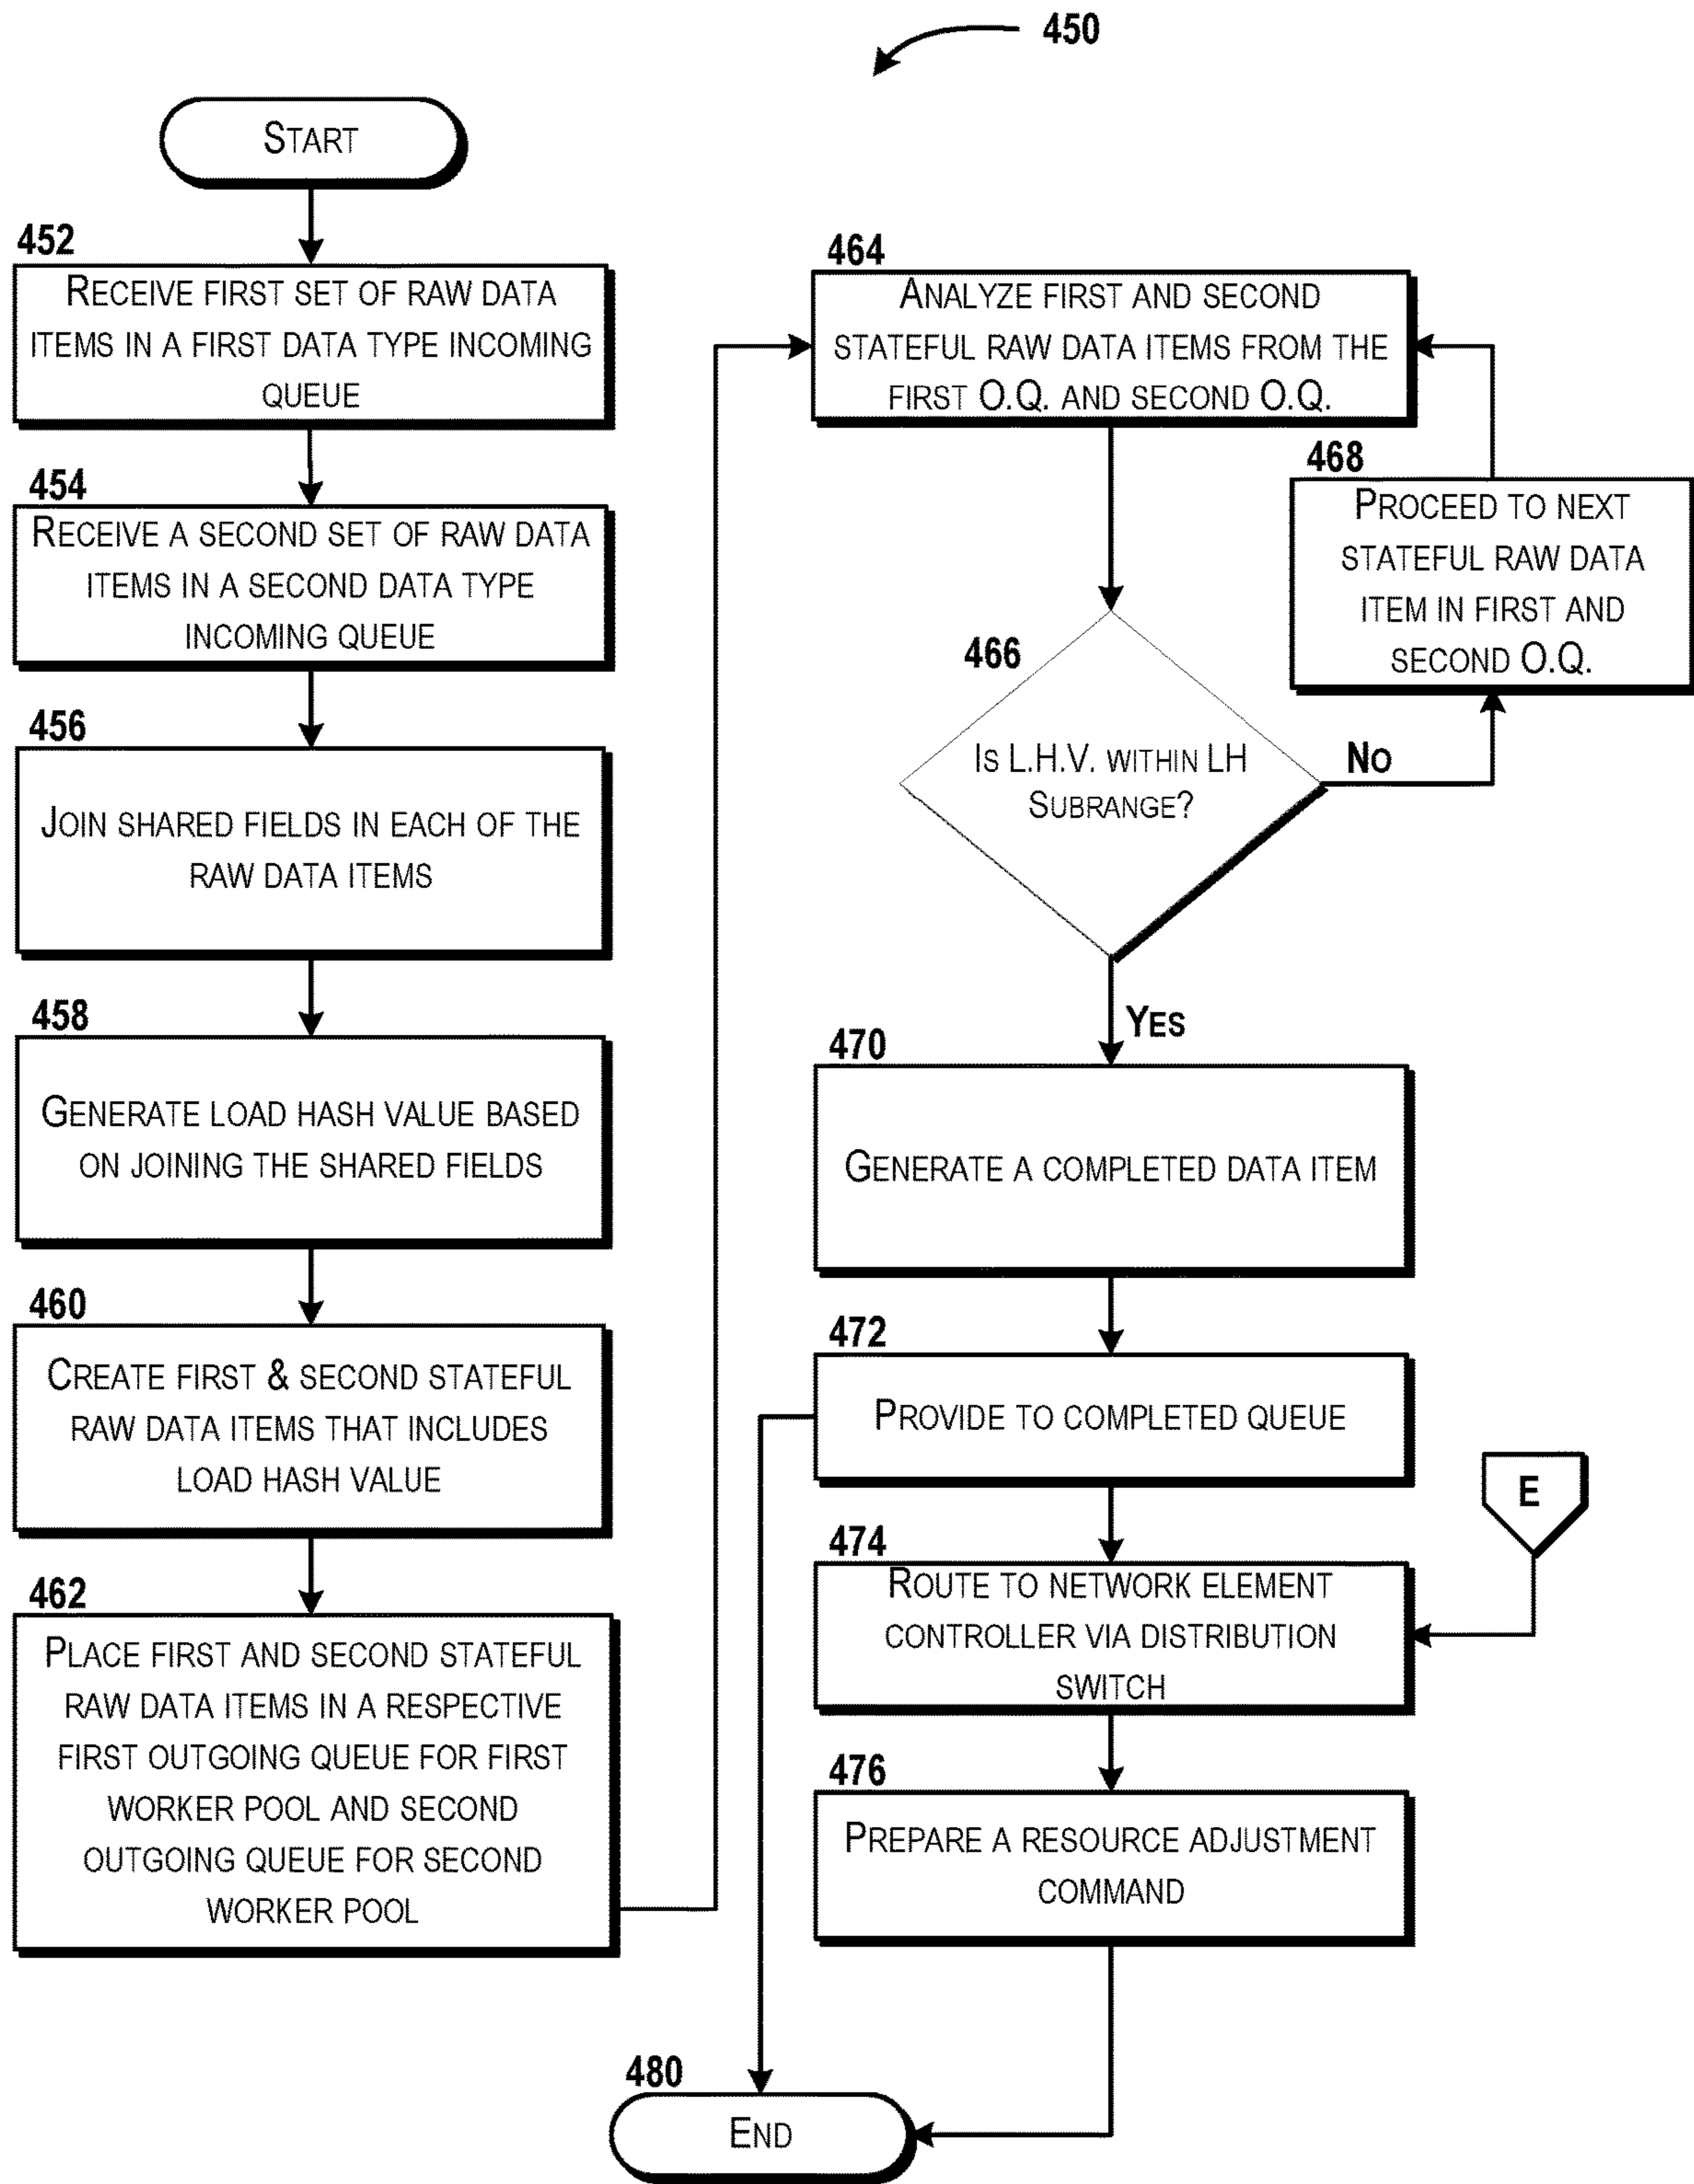 450
START
452
RECEIVE FIRST SET OF RAW DATA
ITEMS IN A FIRST DATA TYPE INCOMING
QUEUE
454
RECEIVE A SECOND SET OF RAW DATA
ITEMS IN A SECOND DATA TYPE
INCOMING QUEUE
456
JOIN SHARED FIELDS IN EACH OF THE
RAW DATA ITEMS
458
GENERATE LOAD HASH VALUE BASED
ON JOINING THE SHARED FIELDS
460
CREATE FIRST & SECOND STATEFUL
RAW DATA ITEMS THAT INCLUDES
LOAD HASH VALUE
462
PLACE FIRST AND SECOND STATEFUL
RAW DATA ITEMS IN A RESPECTIVE
FIRST OUTGOING QUEUE FOR FIRST
WORKER POOL AND SECOND
OUTGOING QUEUE FOR SECOND
WORKER POOL
464
ANALYZE FIRST AND SECOND
STATEFUL RAW DATA ITEMS FROM THE
FIRST O.Q. AND SECOND O.Q.
468
PROCEED TO NEXT
STATEFUL RAW DATA
ITEM IN FIRST AND
SECOND O.Q.
466
IS L.H.V. WITHIN LH
SUBRANGE?
NO
YES
470
GENERATE A COMPLETED DATA ITEM
472
PROVIDE TO COMPLETED QUEUE
E
474
ROUTE TO NETWORK ELEMENT
CONTROLLER VIA DISTRIBUTION
SWITCH
476
PREPARE A RESOURCE ADJUSTMENT
COMMAND
480
END